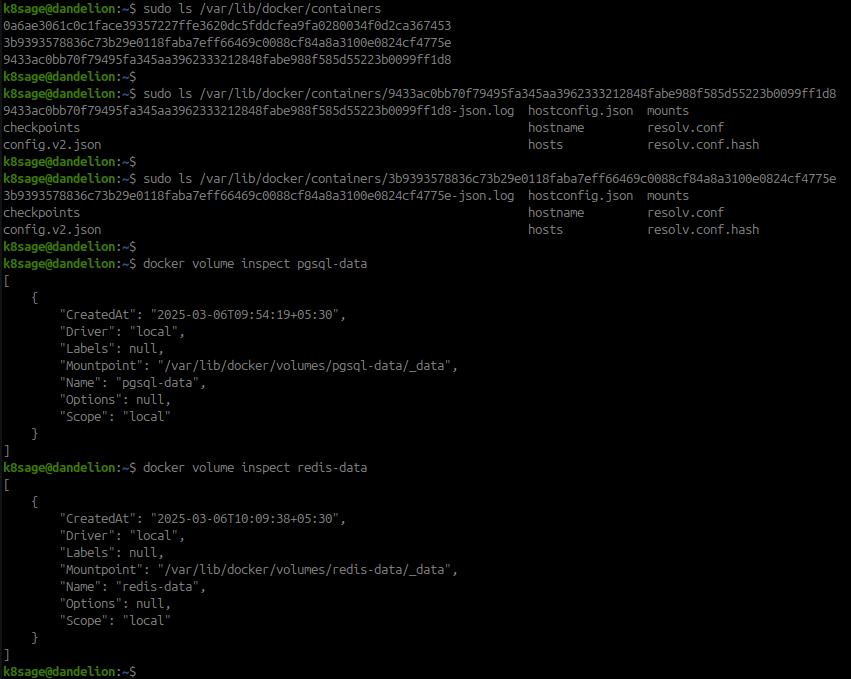 k8sage@dandelion:~$ sudo ls /var/lib/docker/containers
0a6ae3061c0c1face39357227ffe3620dc5fddcfea9fa0280034f0d2ca367453
3b9393578836c73b29e0118faba7eff66469c0088cf84a8a3100e0824cf4775e
9433ac0bb70f79495fa345aa3962333212848fabe988f585d55223b0099ff1d8
k8sage@dandelion:~$
k8sage@dandelion:~$ sudo ls /var/lib/docker/containers/9433ac0bb70f79495fa345aa3962333212848fabe988f585d55223b0099ff1d8
9433ac0bb70f79495fa345aa3962333212848fabe988f585d55223b0099ff1d8-json.log  hostconfig.json  mounts
checkpoints                                                                hostname         resolv.conf
config.v2.json                                                             hosts            resolv.conf.hash
k8sage@dandelion:~$
k8sage@dandelion:~$ sudo ls /var/lib/docker/containers/3b9393578836c73b29e0118faba7eff66469c0088cf84a8a3100e0824cf4775e
3b9393578836c73b29e0118faba7eff66469c0088cf84a8a3100e0824cf4775e-json.log  hostconfig.json  mounts
checkpoints                                                                hostname         resolv.conf
config.v2.json                                                             hosts            resolv.conf.hash
k8sage@dandelion:~$
k8sage@dandelion:~$ docker volume inspect pgsql-data
[
    {
        "CreatedAt": "2025-03-06T09:54:19+05:30",
        "Driver": "local",
        "Labels": null,
        "Mountpoint": "/var/lib/docker/volumes/pgsql-data/_data",
        "Name": "pgsql-data",
        "Options": null,
        "Scope": "local"
    }
]
k8sage@dandelion:~$ docker volume inspect redis-data
[
    {
        "CreatedAt": "2025-03-06T10:09:38+05:30",
        "Driver": "local",
        "Labels": null,
        "Mountpoint": "/var/lib/docker/volumes/redis-data/_data",
        "Name": "redis-data",
        "Options": null,
        "Scope": "local"
    }
]
k8sage@dandelion:~$